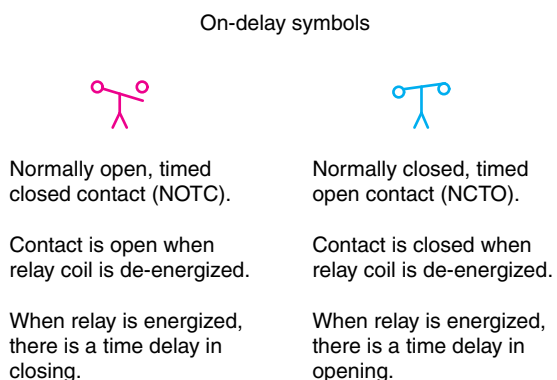 On-delay symbols
Normally open, timed
closed contact (NOTC).
Contact is open when
relay coil is de-energized.
When relay is energized,
there is a time delay in
closing.
Normally closed, timed
open contact (NCTO).
Contact is closed when
relay coil is de-energized.
When relay is energized,
there is a time delay in
opening.